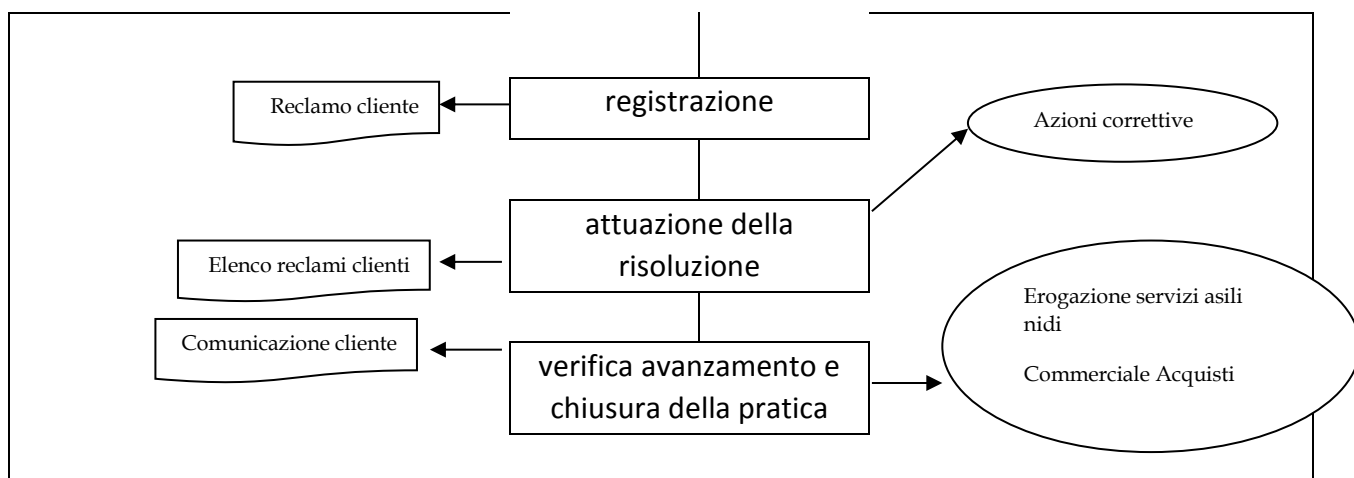 Reclamo cliente
registrazione
Azioni correttive
attuazione della
risoluzione
Elenco reclami clienti
Erogazione servizi asili
nidi
Commerciale Acquisti
Comunicazione cliente
verifica avanzamento e
chiusura della pratica